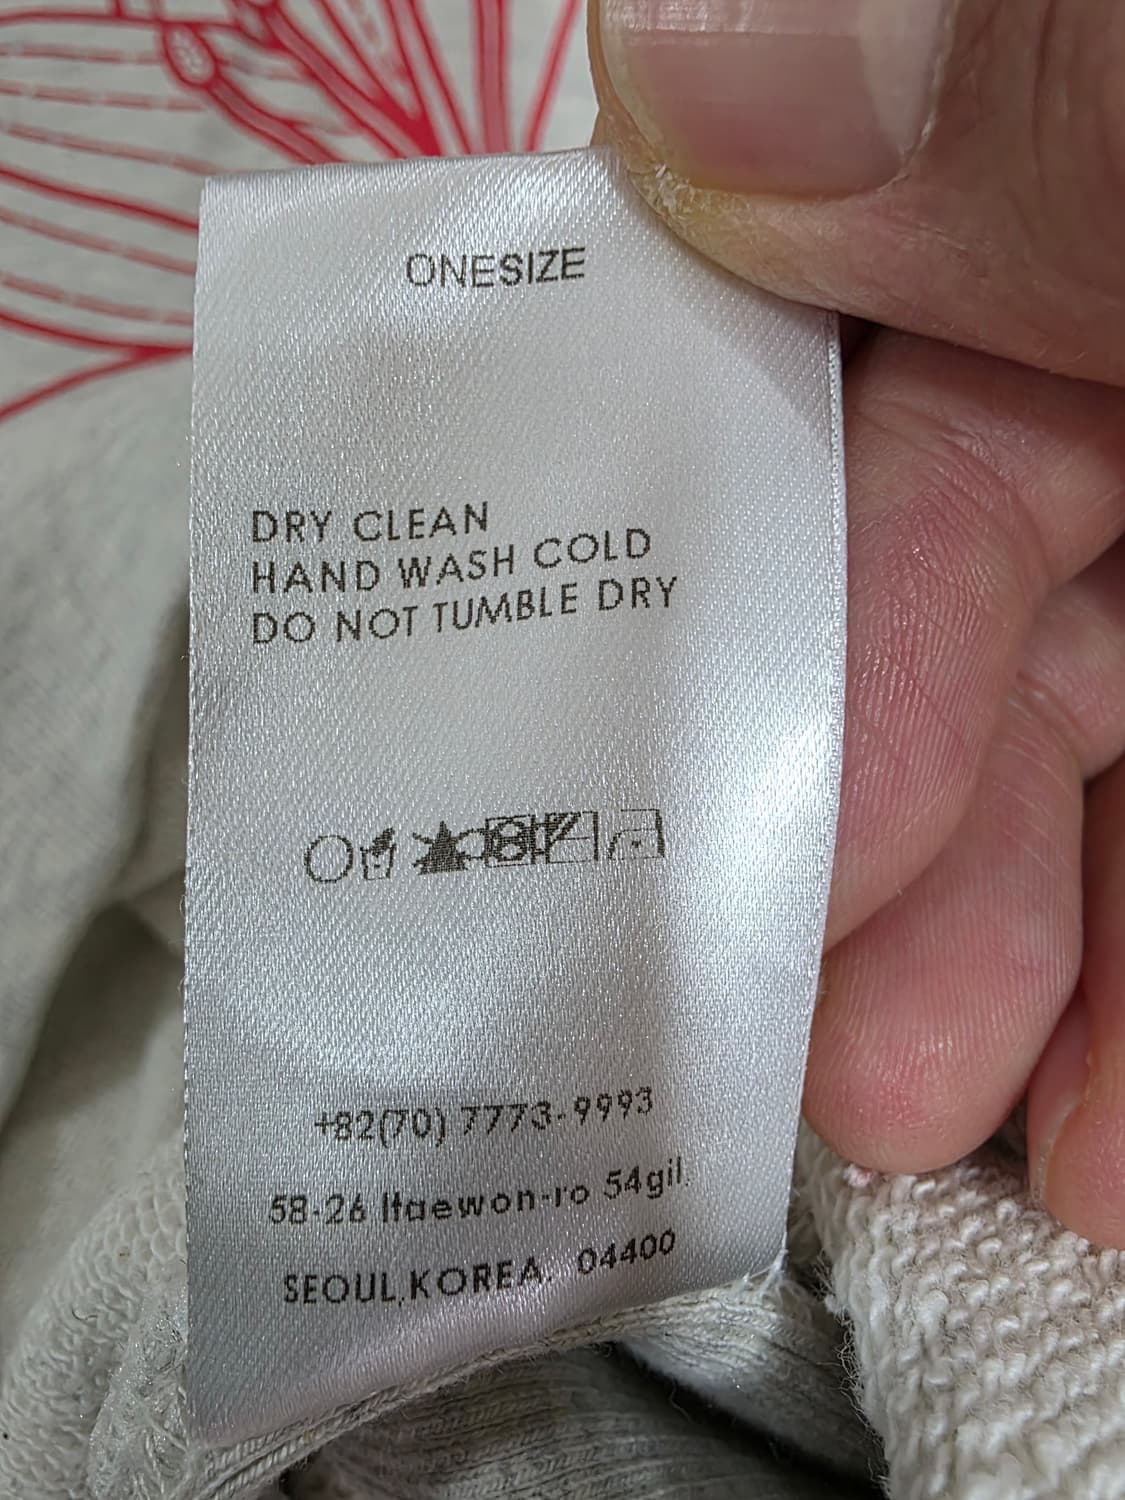 ONESIZE
DRY CLEAN
HAND WASH COLD
DO NOT TUMBLE DRY
+82(70) 7773-9993
58-26 Itaewon-ro 54gil,
SEOUL,KOREA. 04400